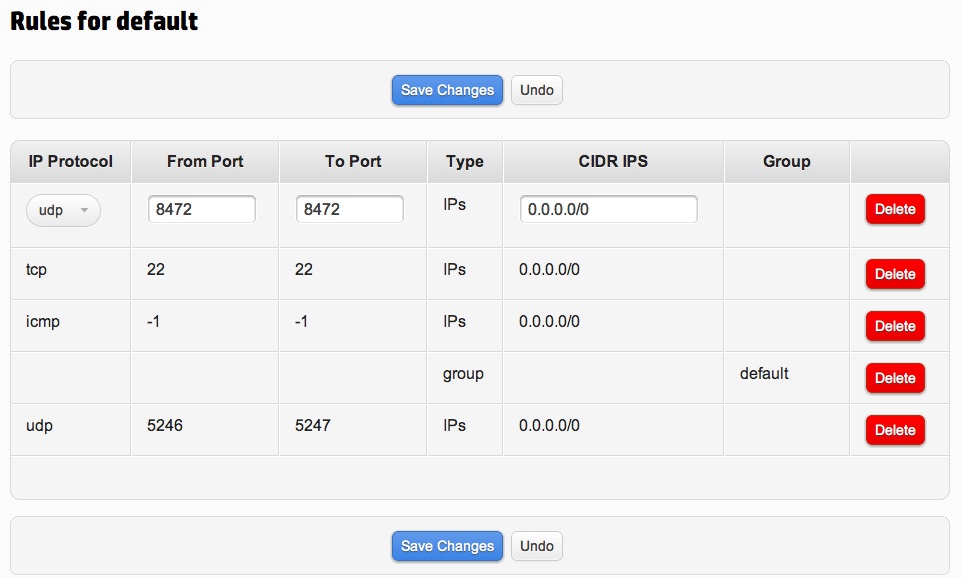 Rules for default
Save Changes Undo
IP Protocol From Port To Port Type CIDR IPS Group
udp 8472 8472 IPs 0.0.0.0/0 Delete
tcp 22 22 IPs 0.0.0.0/0 Delete
icmp -1 -1 IPs 0.0.0.0/0 Delete
group default Delete
udp 5246 5247 IPs 0.0.0.0/0 Delete
Save Changes Undo